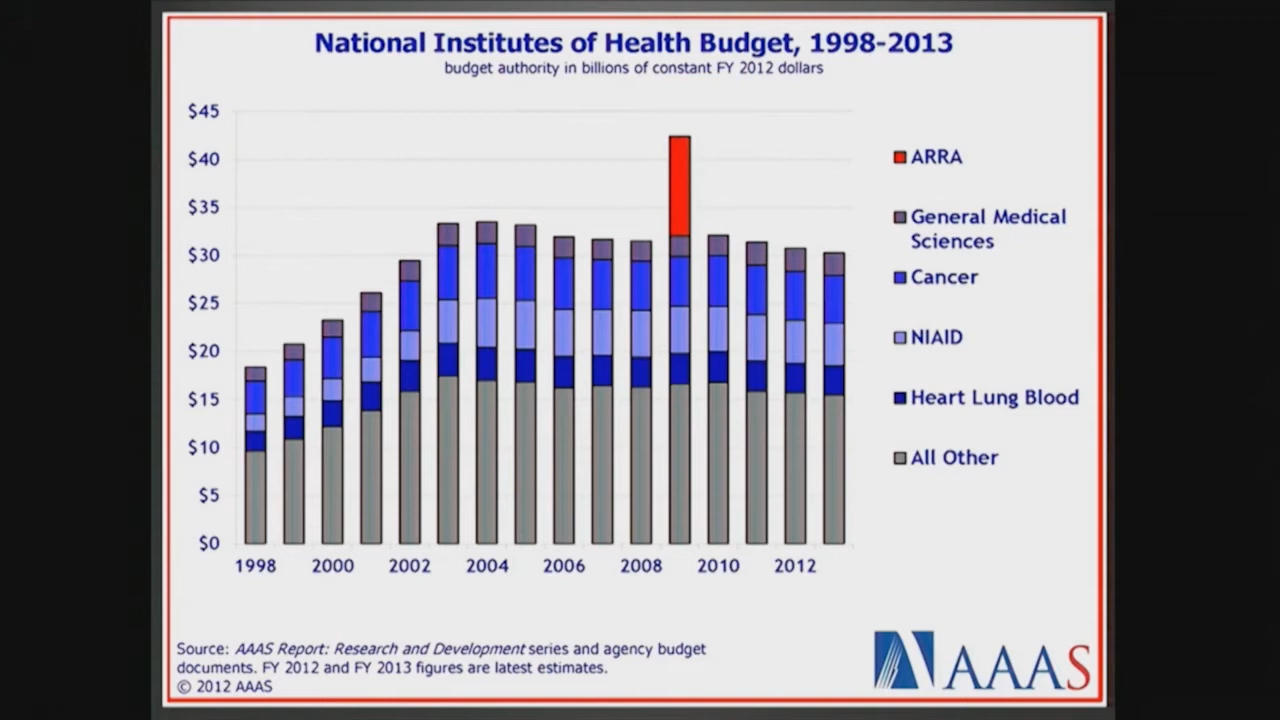 National Institutes of Health Budget, 1998-2013
budget authority in billions of constant FY 2012 dollars
$45
$40
$35
$30
$25
$20
$15
$10
$5
$0
1998 2000 2002 2004 2006 2008 2010 2012
ARRA
General Medical
Sciences
Cancer
NIAID
Heart Lung Blood
All Other
Source: AAAS Report: Research and Development series and agency budget
documents. FY 2012 and FY 2013 figures are latest estimates.
© 2012 AAAS
AAAS